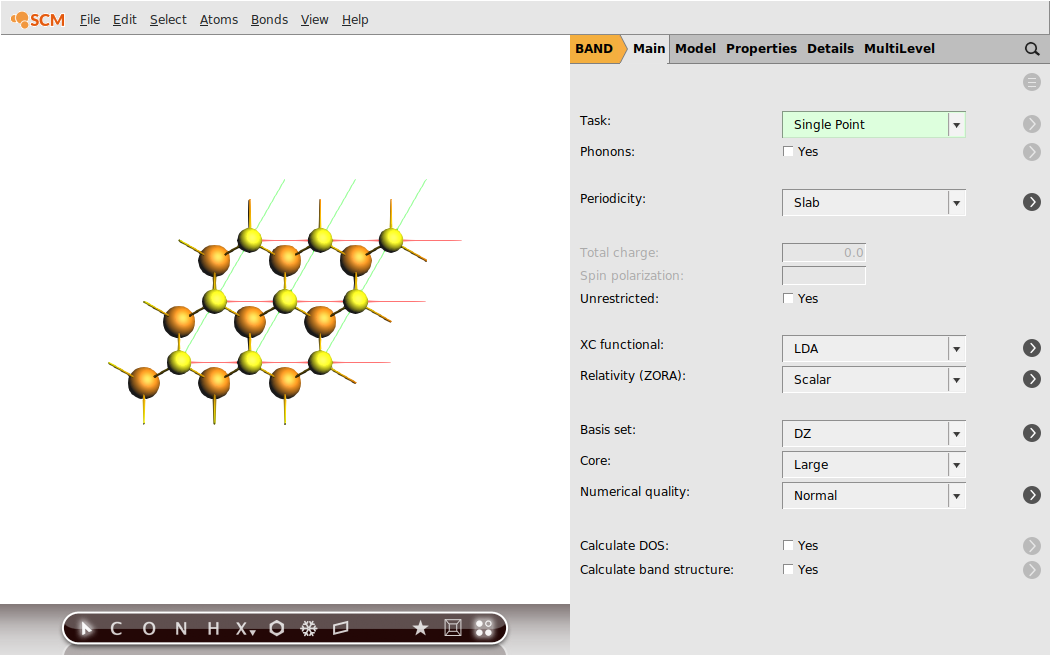 SCM File Edit Select Atoms Bonds View Help
BAND Main Model Properties Details MultiLevel
Task: Single Point
Phonons: Yes
Periodicity: Slab
Total charge: 0.0
Spin polarization:
Unrestricted: Yes
XC functional: LDA
Relativity (ZORA): Scalar
Basis set: DZ
Core: Large
Numerical quality: Normal
Calculate DOS: Yes
Calculate band structure: Yes
C O N H X